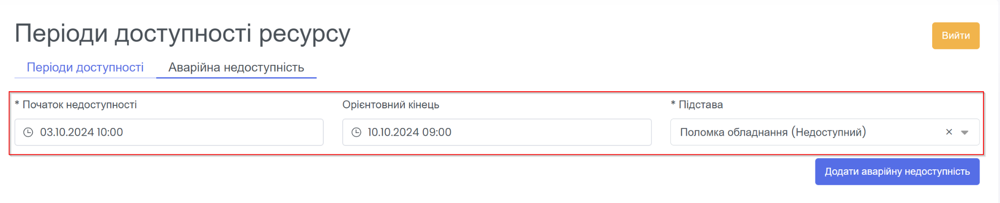 Періоди доступності ресурсу
Вийти
Періоди доступності
Аварійна недоступність
* Початок недоступності
Орієнтовний кінець
* Підстава
03.10.2024 10:00
10.10.2024 09:00
Поломка обладнання (Недоступний)
Додати аварійну недоступність